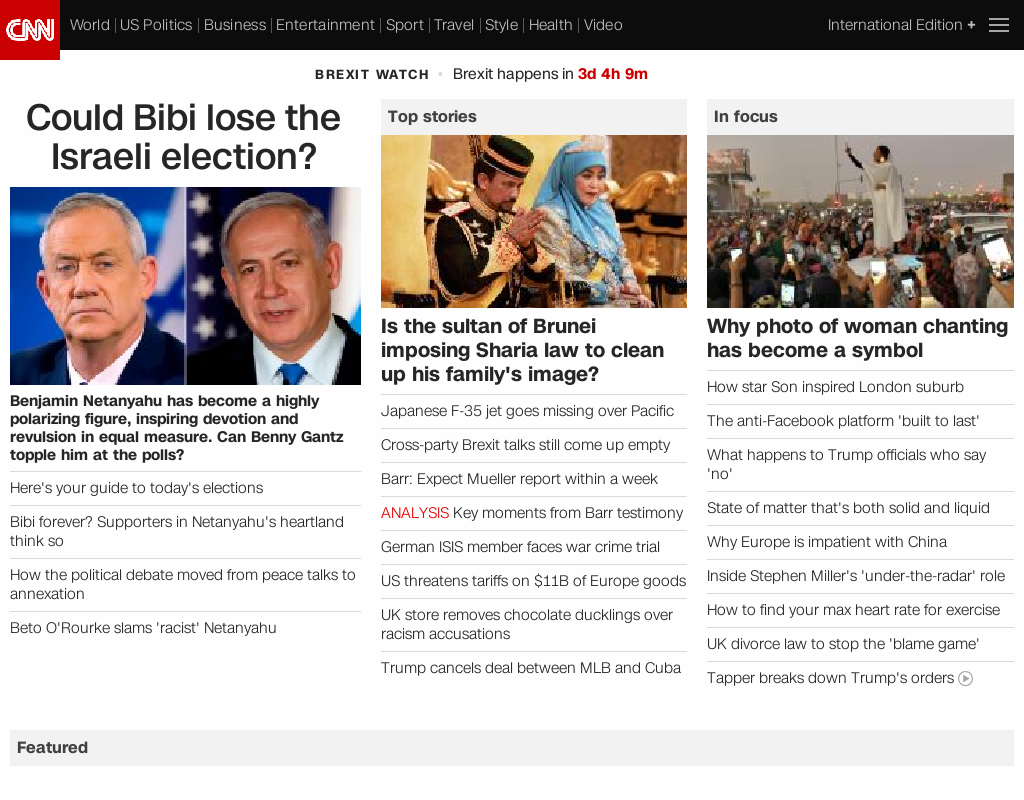 CNN
World
US Politics
Business
Entertainment
Sport
Travel
Style
Health
Video
International Edition +
BREXIT WATCH • Brexit happens in 3d 4h 9m
Could Bibi lose the
Israeli election?
Benjamin Netanyahu has become a highly
polarizing figure, inspiring devotion and
revulsion in equal measure. Can Benny Gantz
topple him at the polls?
Here's your guide to today's elections
Bibi forever? Supporters in Netanyahu's heartland
think so
How the political debate moved from peace talks to
annexation
Beto O'Rourke slams 'racist' Netanyahu
Top stories
Is the sultan of Brunei
imposing Sharia law to clean
up his family's image?
Japanese F-35 jet goes missing over Pacific
Cross-party Brexit talks still come up empty
Barr: Expect Mueller report within a week
ANALYSIS Key moments from Barr testimony
German ISIS member faces war crime trial
US threatens tariffs on $11B of Europe goods
UK store removes chocolate ducklings over
racism accusations
Trump cancels deal between MLB and Cuba
In focus
Why photo of woman chanting
has become a symbol
How star Son inspired London suburb
The anti-Facebook platform 'built to last'
What happens to Trump officials who say
'no'
State of matter that's both solid and liquid
Why Europe is impatient with China
Inside Stephen Miller's 'under-the-radar' role
How to find your max heart rate for exercise
UK divorce law to stop the 'blame game'
Tapper breaks down Trump's orders
Featured